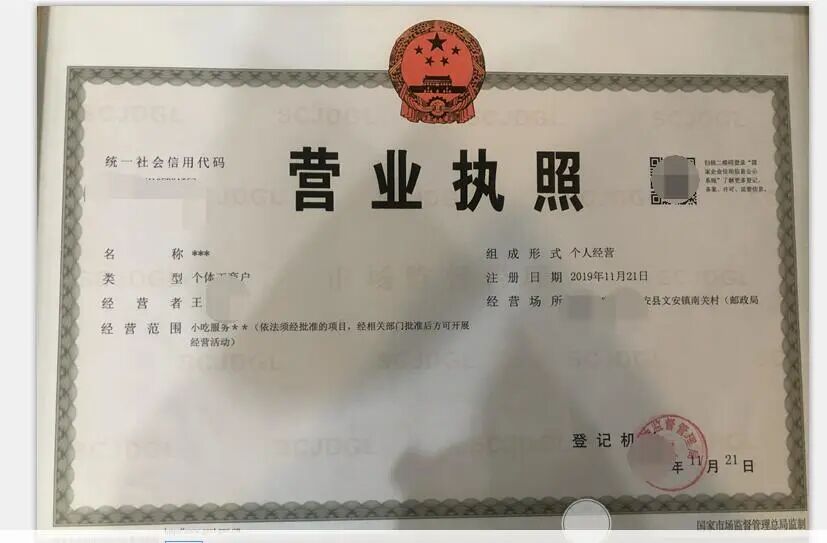 统一社会信用代码
营业执照
扫描二维码登录“国
家企业信用信息公示
系统”了解更多登记、
备案、许可、监管信息。
名称 ***
组成形式 个人经营
类型 个体工商户
注册日期 2019年11月21日
经营者 王
经营场所 安县文安镇南关村（邮政局
经营范围 小吃服务**（依法须经批准的项目，经相关部门批准后方可开展
经营活动）
登记机
监督管理局
年 11 月 21 日
国家市场监督管理总局监制
SCJDGL